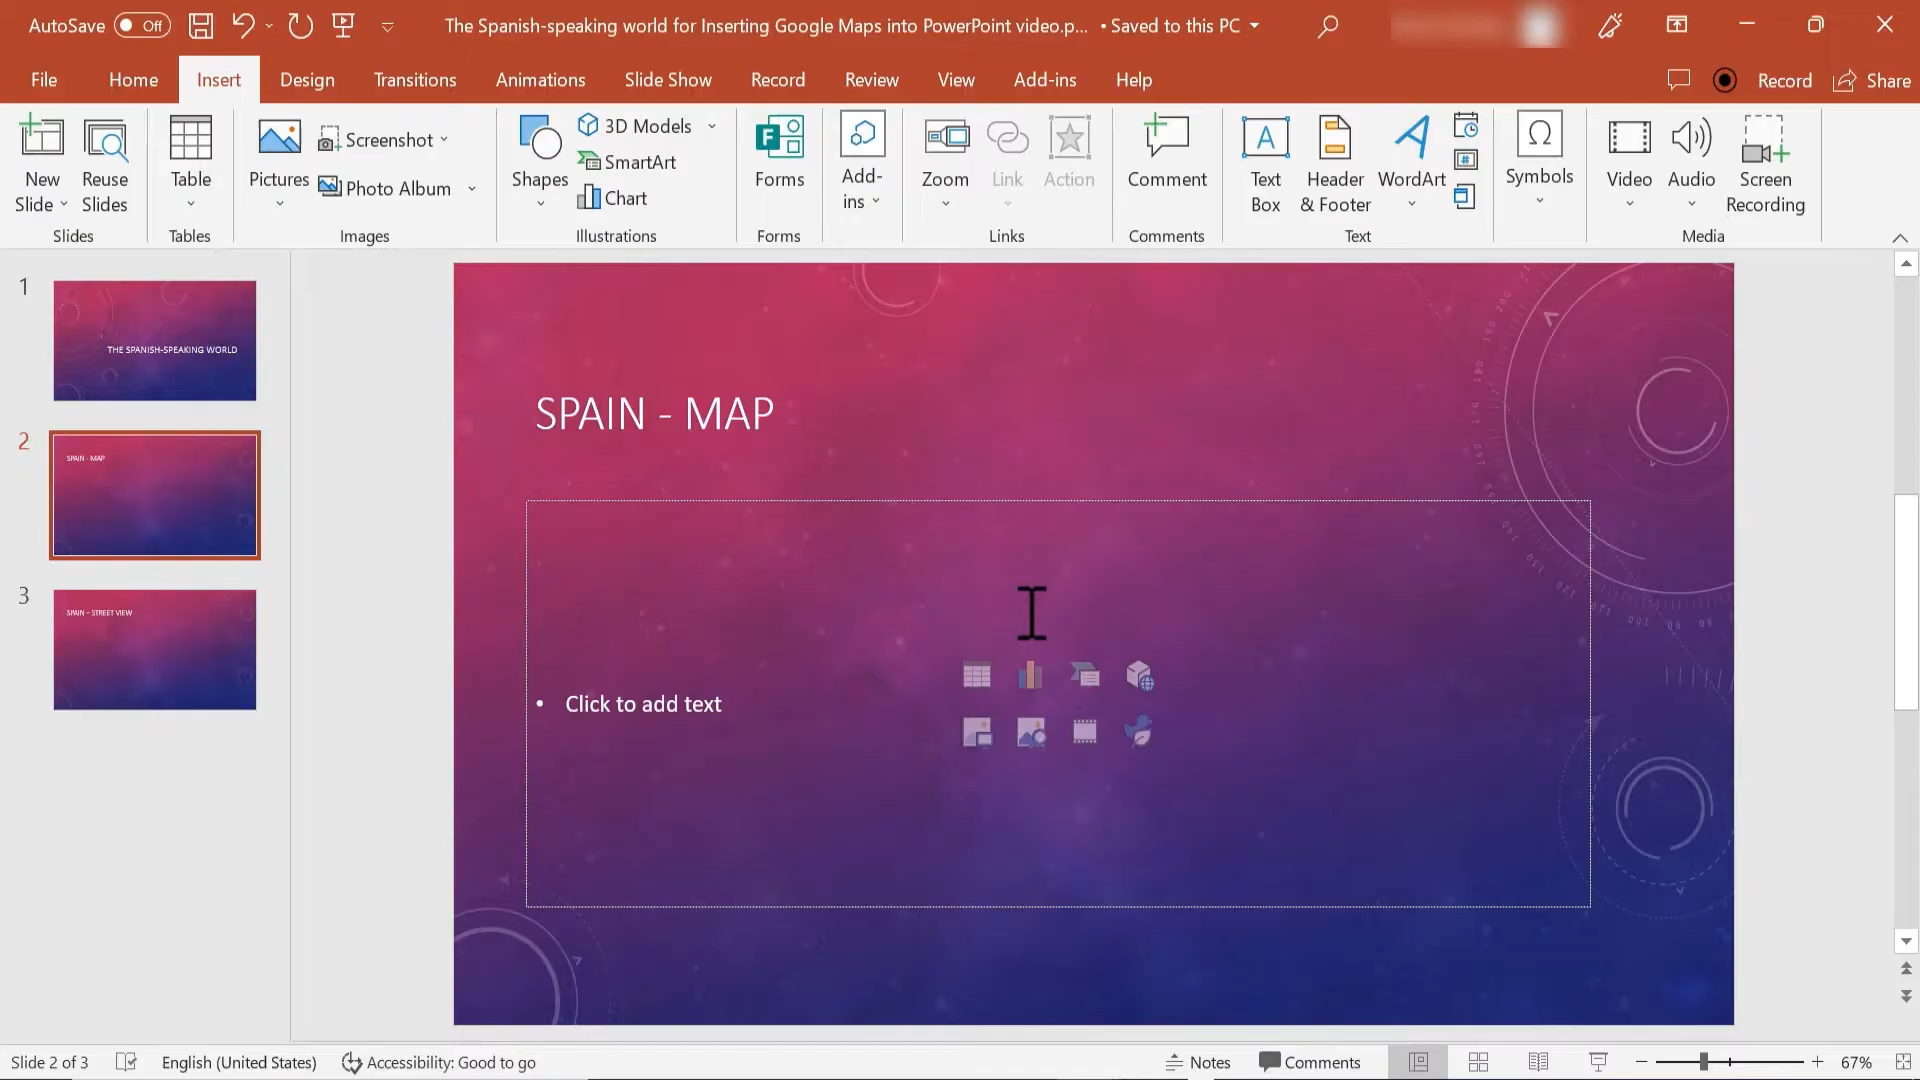 AutoSave Off
The Spanish-speaking world for Inserting Google Maps into PowerPoint video.p... • Saved to this PC
File Home Insert Design Transitions Animations Slide Show Record Review View Add-ins Help
Record Share
New Slide
Reuse Slides
Slides
Table
Tables
Pictures
Screenshot
Photo Album
Images
Shapes
3D Models
SmartArt
Chart
Illustrations
Forms
Forms
Add-ins
Zoom
Link
Action
Links
Comment
Comments
Text Box
Header & Footer
WordArt
Text
Symbols
Video
Audio
Screen Recording
Media
1
THE SPANISH-SPEAKING WORLD
2
SPAIN - MAP
3
SPAIN – STREET VIEW
SPAIN - MAP
• Click to add text
Slide 2 of 3
English (United States)
Accessibility: Good to go
Notes
Comments
67%